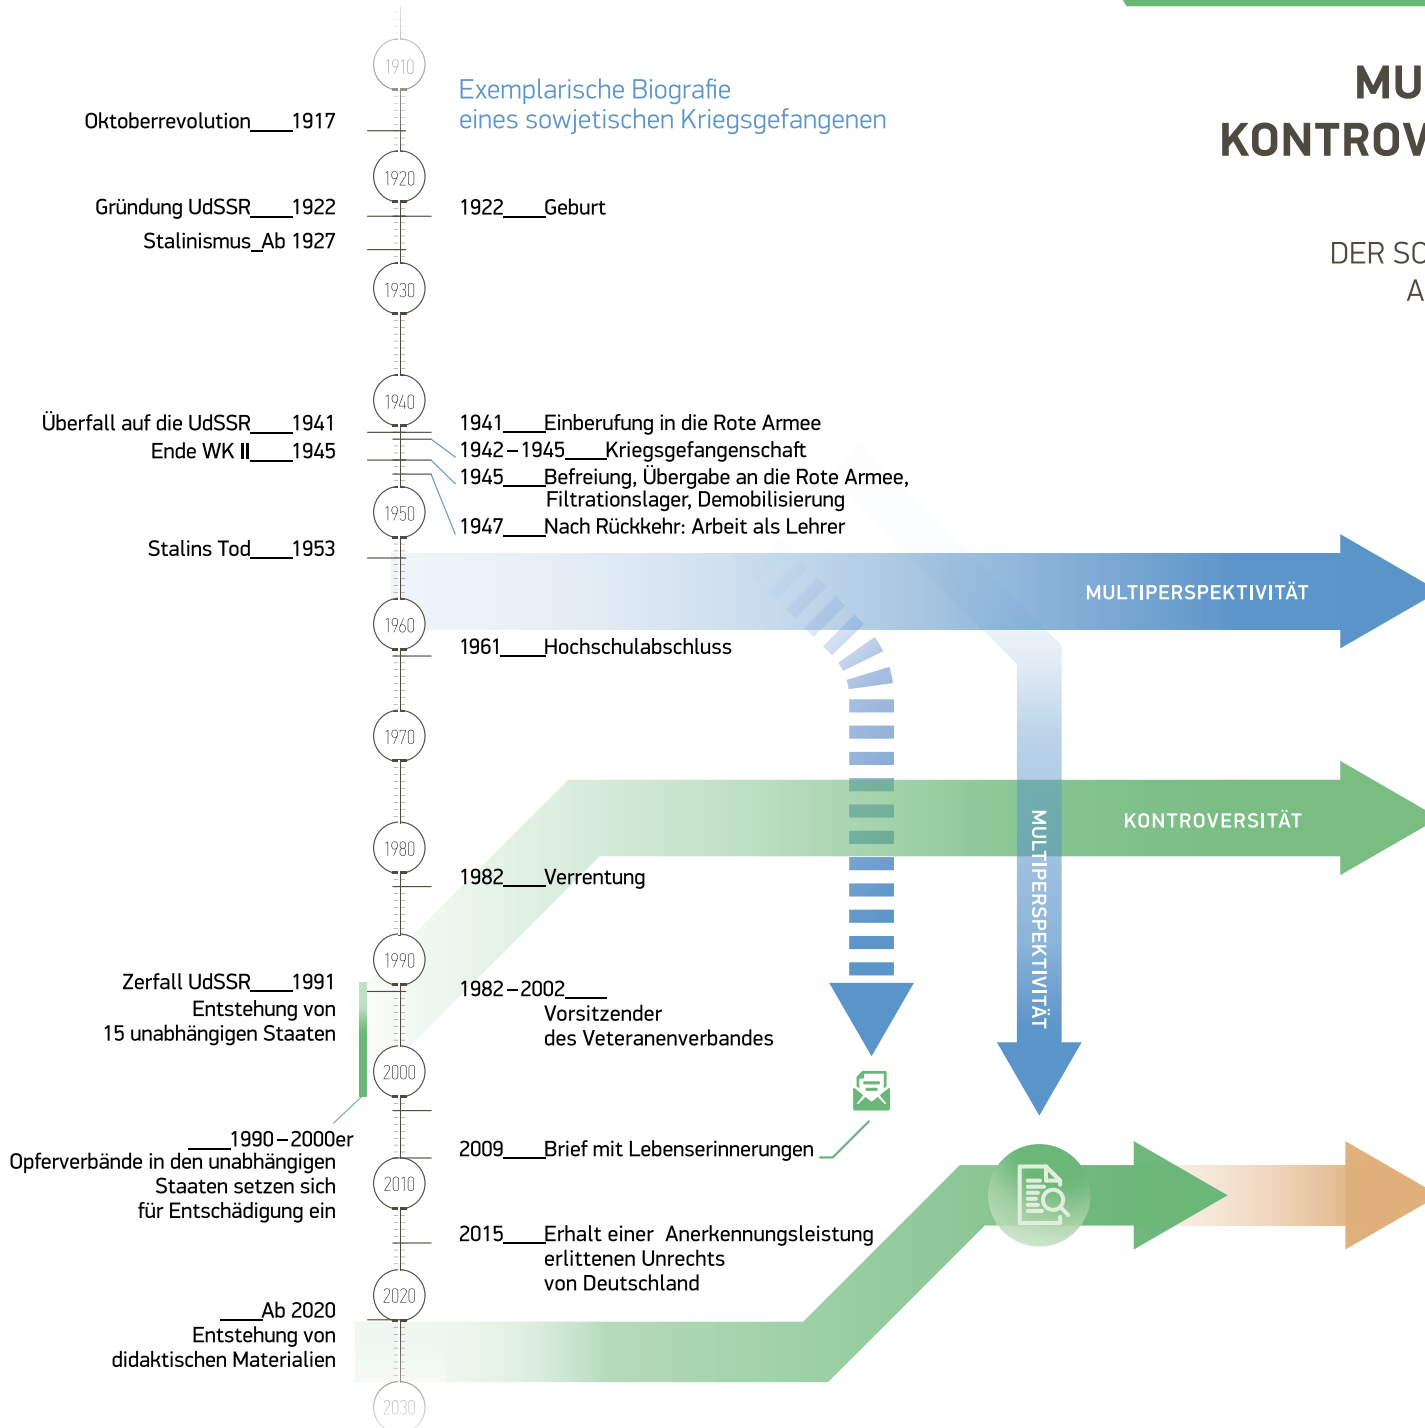 MU
KONTROV
DER SO
A
Exemplarische Biografie
eines sowjetischen Kriegsgefangenen
1910
Oktoberrevolution____1917
1920
Gründung UdSSR____1922
1922____Geburt
Stalinismus_Ab 1927
1930
1940
Überfall auf die UdSSR____1941
1941____Einberufung in die Rote Armee
Ende WK II____1945
1942–1945____Kriegsgefangenschaft
1945____Befreiung, Übergabe an die Rote Armee,
Filtrationslager, Demobilisierung
1950
1947____Nach Rückkehr: Arbeit als Lehrer
Stalins Tod____1953
MULTIPERSPEKTIVITÄT
1960
1961____Hochschulabschluss
1970
KONTROVERSITÄT
MULTIPERSPEKTIVITÄT
1980
1982____Verrentung
1990
Zerfall UdSSR____1991
Entstehung von
15 unabhängigen Staaten
1982–2002____
Vorsitzender
des Veteranenverbandes
2000
____1990–2000er
Opferverbände in den unabhängigen
Staaten setzen sich
für Entschädigung ein
2009____Brief mit Lebenserinnerungen
2010
2015____Erhalt einer Anerkennungsleistung
erlittenen Unrechts
von Deutschland
2020
____Ab 2020
Entstehung von
didaktischen Materialien
2030